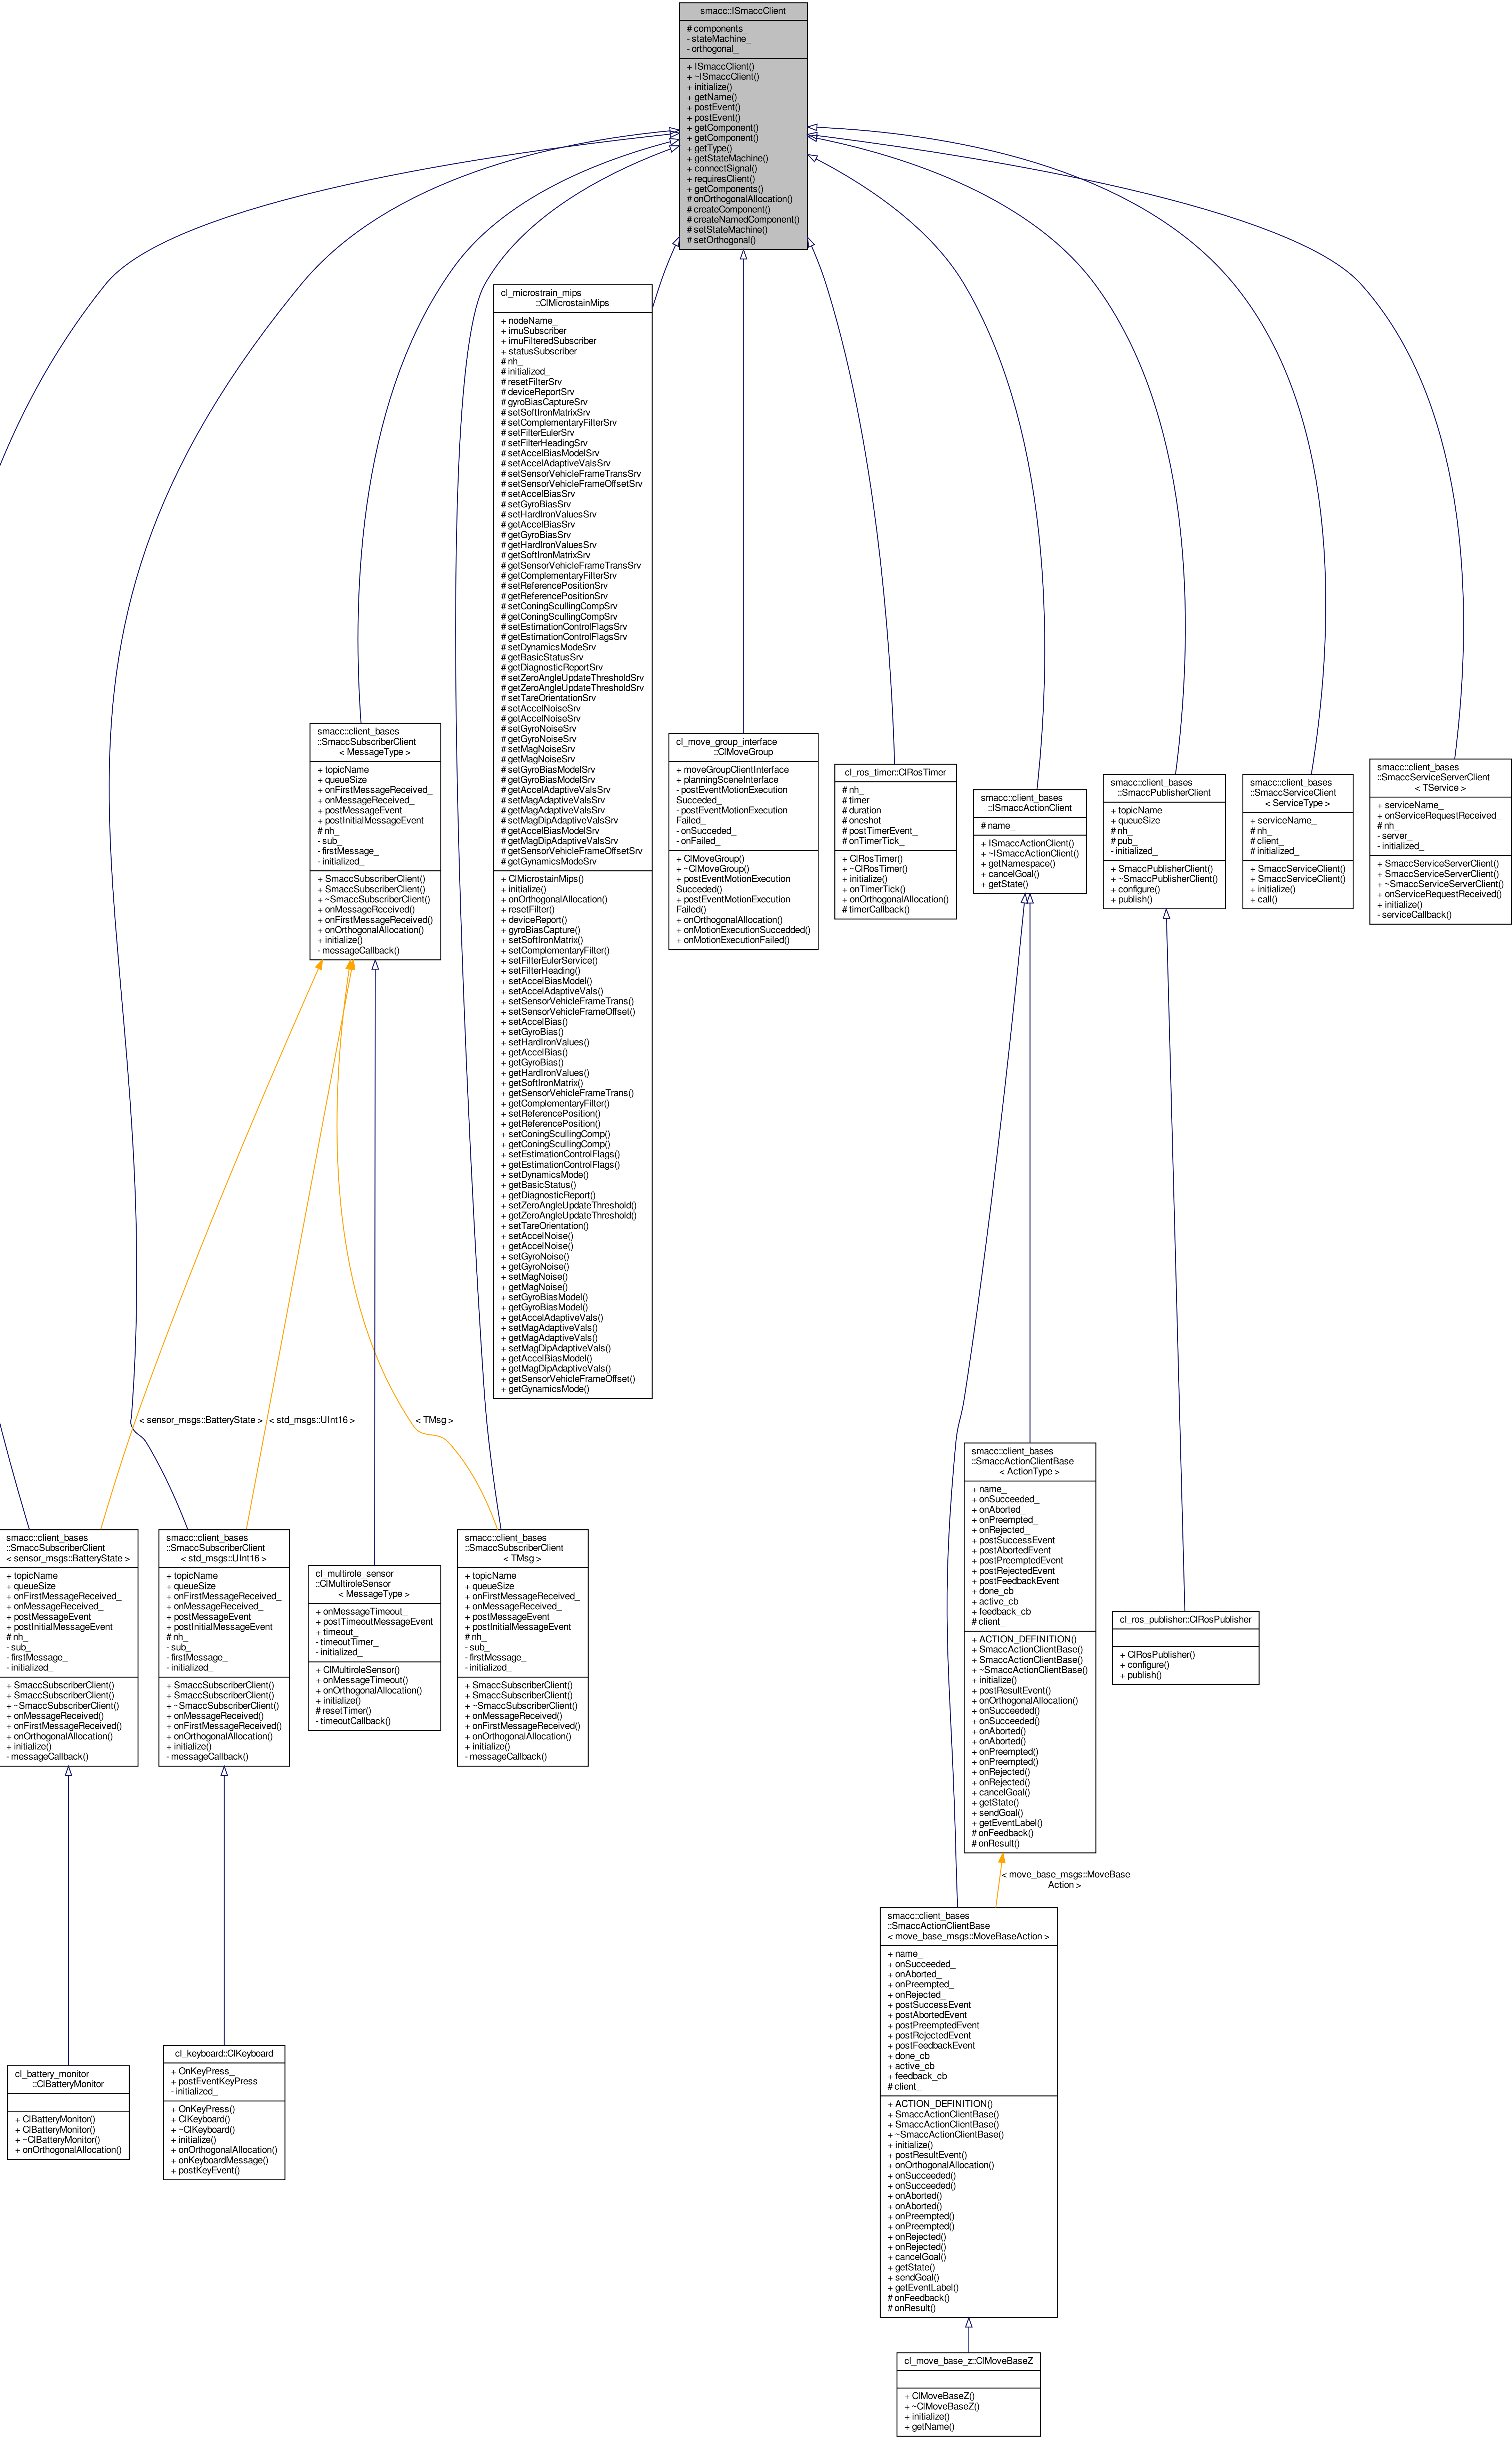 smacc::ISmaccClient
# components_
- stateMachine_
- orthogonal_
+ ISmaccClient()
+ ~ISmaccClient()
+ initialize()
+ getName()
+ postEvent()
+ postEvent()
+ getComponent()
+ getComponent()
+ getType()
+ getStateMachine()
+ connectSignal()
+ requiresClient()
+ getComponents()
# onOrthogonalAllocation()
# createComponent()
# createNamedComponent()
# setStateMachine()
# setOrthogonal()
cl_microstrain_mips
::ClMicrostainMips
+ nodeName_
+ imuSubscriber
+ imuFilteredSubscriber
+ statusSubscriber
# nh_
# initialized_
# resetFilterSrv
# deviceReportSrv
# gyroBiasCaptureSrv
# setSoftIronMatrixSrv
# setComplementaryFilterSrv
# setFilterEulerSrv
# setFilterHeadingSrv
# setAccelBiasModelSrv
# setAccelAdaptiveValsSrv
# setSensorVehicleFrameTransSrv
# setSensorVehicleFrameOffsetSrv
# setAccelBiasSrv
# setGyroBiasSrv
# setHardIronValuesSrv
# getAccelBiasSrv
# getGyroBiasSrv
# getHardIronValuesSrv
# getSoftIronMatrixSrv
# getSensorVehicleFrameTransSrv
# getComplementaryFilterSrv
# setReferencePositionSrv
# getReferencePositionSrv
# setConingScullingCompSrv
# getConingScullingCompSrv
# setEstimationControlFlagsSrv
# getEstimationControlFlagsSrv
# setDynamicsModeSrv
# getBasicStatusSrv
# getDiagnosticReportSrv
# setZeroAngleUpdateThresholdSrv
# getZeroAngleUpdateThresholdSrv
# setTareOrientationSrv
# setAccelNoiseSrv
# getAccelNoiseSrv
# setGyroNoiseSrv
# getGyroNoiseSrv
# setMagNoiseSrv
# getMagNoiseSrv
# setGyroBiasModelSrv
# getGyroBiasModelSrv
# getAccelAdaptiveValsSrv
# setMagAdaptiveValsSrv
# getMagAdaptiveValsSrv
# setMagDipAdaptiveValsSrv
# getAccelBiasModelSrv
# getMagDipAdaptiveValsSrv
# getSensorVehicleFrameOffsetSrv
# getGynamicsModeSrv
+ ClMicrostainMips()
+ initialize()
+ onOrthogonalAllocation()
+ resetFilter()
+ deviceReport()
+ gyroBiasCapture()
+ setSoftIronMatrix()
+ setComplementaryFilter()
+ setFilterEulerService()
+ setFilterHeading()
+ setAccelBiasModel()
+ setAccelAdaptiveVals()
+ setSensorVehicleFrameTrans()
+ setSensorVehicleFrameOffset()
+ setAccelBias()
+ setGyroBias()
+ setHardIronValues()
+ getAccelBias()
+ getGyroBias()
+ getHardIronValues()
+ getSoftIronMatrix()
+ getSensorVehicleFrameTrans()
+ getComplementaryFilter()
+ setReferencePosition()
+ getReferencePosition()
+ setConingScullingComp()
+ getConingScullingComp()
+ setEstimationControlFlags()
+ getEstimationControlFlags()
+ setDynamicsMode()
+ getBasicStatus()
+ getDiagnosticReport()
+ setZeroAngleUpdateThreshold()
+ getZeroAngleUpdateThreshold()
+ setTareOrientation()
+ setAccelNoise()
+ getAccelNoise()
+ setGyroNoise()
+ getGyroNoise()
+ setMagNoise()
+ getMagNoise()
+ setGyroBiasModel()
+ getGyroBiasModel()
+ getAccelAdaptiveVals()
+ setMagAdaptiveVals()
+ getMagAdaptiveVals()
+ setMagDipAdaptiveVals()
+ getAccelBiasModel()
+ getMagDipAdaptiveVals()
+ getSensorVehicleFrameOffset()
+ getGynamicsMode()
smacc::client_bases
::SmaccSubscriberClient
< MessageType >
+ topicName
+ queueSize
+ onFirstMessageReceived_
+ onMessageReceived_
+ postMessageEvent
+ postInitialMessageEvent
# nh_
- sub_
- firstMessage_
- initialized_
+ SmaccSubscriberClient()
+ SmaccSubscriberClient()
+ ~SmaccSubscriberClient()
+ onMessageReceived()
+ onFirstMessageReceived()
+ onOrthogonalAllocation()
+ initialize()
- messageCallback()
cl_move_group_interface
::ClMoveGroup
+ moveGroupClientInterface
+ planningSceneInterface
- postEventMotionExecution
Succeded_
- postEventMotionExecution
Failed_
- onSucceded_
- onFailed_
+ ClMoveGroup()
+ ~ClMoveGroup()
+ postEventMotionExecution
Succeded()
+ postEventMotionExecution
Failed()
+ onOrthogonalAllocation()
+ onMotionExecutionSuccedded()
+ onMotionExecutionFailed()
cl_ros_timer::ClRosTimer
# nh_
# timer
# duration
# oneshot
# postTimerEvent_
# onTimerTick_
+ ClRosTimer()
+ ~ClRosTimer()
+ initialize()
+ onTimerTick()
+ onOrthogonalAllocation()
# timerCallback()
smacc::client_bases
::ISmaccActionClient
# name_
+ ISmaccActionClient()
+ ~ISmaccActionClient()
+ getNamespace()
+ cancelGoal()
+ getState()
smacc::client_bases
::SmaccPublisherClient
+ topicName
+ queueSize
# nh_
# pub_
- initialized_
+ SmaccPublisherClient()
+ ~SmaccPublisherClient()
+ configure()
+ publish()
smacc::client_bases
::SmaccServiceClient
< ServiceType >
+ serviceName_
# nh_
# client_
# initialized_
+ SmaccServiceClient()
+ SmaccServiceClient()
+ initialize()
+ call()
smacc::client_bases
::SmaccServiceServerClient
< TService >
+ serviceName_
+ onServiceRequestReceived_
# nh_
- server_
- initialized_
+ SmaccServiceServerClient()
+ SmaccServiceServerClient()
+ ~SmaccServiceServerClient()
+ onServiceRequestReceived()
+ initialize()
- serviceCallback()
< sensor_msgs::BatteryState >
< std_msgs::UInt16 >
< TMsg >
smacc::client_bases
::SmaccSubscriberClient
< sensor_msgs::BatteryState >
+ topicName
+ queueSize
+ onFirstMessageReceived_
+ onMessageReceived_
+ postMessageEvent
+ postInitialMessageEvent
# nh_
- sub_
- firstMessage_
- initialized_
+ SmaccSubscriberClient()
+ SmaccSubscriberClient()
+ ~SmaccSubscriberClient()
+ onMessageReceived()
+ onFirstMessageReceived()
+ onOrthogonalAllocation()
+ initialize()
- messageCallback()
smacc::client_bases
::SmaccSubscriberClient
< std_msgs::UInt16 >
+ topicName
+ queueSize
+ onFirstMessageReceived_
+ onMessageReceived_
+ postMessageEvent
+ postInitialMessageEvent
# nh_
- sub_
- firstMessage_
- initialized_
+ SmaccSubscriberClient()
+ SmaccSubscriberClient()
+ ~SmaccSubscriberClient()
+ onMessageReceived()
+ onFirstMessageReceived()
+ onOrthogonalAllocation()
+ initialize()
- messageCallback()
cl_multirole_sensor
::ClMultiroleSensor
< MessageType >
+ onMessageTimeout_
+ postTimeoutMessageEvent
+ timeout_
- timeoutTimer_
- initialized_
+ ClMultiroleSensor()
+ onMessageTimeout()
+ onOrthogonalAllocation()
+ initialize()
# resetTimer()
- timeoutCallback()
smacc::client_bases
::SmaccSubscriberClient
< TMsg >
+ topicName
+ queueSize
+ onFirstMessageReceived_
+ onMessageReceived_
+ postMessageEvent
+ postInitialMessageEvent
# nh_
- sub_
- firstMessage_
- initialized_
+ SmaccSubscriberClient()
+ SmaccSubscriberClient()
+ ~SmaccSubscriberClient()
+ onMessageReceived()
+ onFirstMessageReceived()
+ onOrthogonalAllocation()
+ initialize()
- messageCallback()
smacc::client_bases
::SmaccActionClientBase
< ActionType >
+ name_
+ onSucceeded_
+ onAborted_
+ onPreempted_
+ onRejected_
+ postSuccessEvent
+ postAbortedEvent
+ postPreemptedEvent
+ postRejectedEvent
+ postFeedbackEvent
+ done_cb
+ active_cb
+ feedback_cb
# client_
+ ACTION_DEFINITION()
+ SmaccActionClientBase()
+ SmaccActionClientBase()
+ ~SmaccActionClientBase()
+ initialize()
+ postResultEvent()
+ onOrthogonalAllocation()
+ onSucceeded()
+ onSucceeded()
+ onAborted()
+ onAborted()
+ onPreempted()
+ onPreempted()
+ onRejected()
+ onRejected()
+ cancelGoal()
+ getState()
+ sendGoal()
+ getEventLabel()
# onFeedback()
# onResult()
cl_ros_publisher::ClRosPublisher
+ ClRosPublisher()
+ configure()
+ publish()
< move_base_msgs::MoveBase
Action >
smacc::client_bases
::SmaccActionClientBase
< move_base_msgs::MoveBaseAction >
+ name_
+ onSucceeded_
+ onAborted_
+ onPreempted_
+ onRejected_
+ postSuccessEvent
+ postAbortedEvent
+ postPreemptedEvent
+ postRejectedEvent
+ postFeedbackEvent
+ done_cb
+ active_cb
+ feedback_cb
# client_
+ ACTION_DEFINITION()
+ SmaccActionClientBase()
+ SmaccActionClientBase()
+ ~SmaccActionClientBase()
+ initialize()
+ postResultEvent()
+ onOrthogonalAllocation()
+ onSucceeded()
+ onSucceeded()
+ onAborted()
+ onAborted()
+ onPreempted()
+ onPreempted()
+ onRejected()
+ onRejected()
+ cancelGoal()
+ getState()
+ sendGoal()
+ getEventLabel()
# onFeedback()
# onResult()
cl_battery_monitor
::ClBatteryMonitor
+ ClBatteryMonitor()
+ ClBatteryMonitor()
+ ~ClBatteryMonitor()
+ onOrthogonalAllocation()
cl_keyboard::ClKeyboard
+ OnKeyPress_
+ postEventKeyPress
- initialized_
+ OnKeyPress()
+ ClKeyboard()
+ ~ClKeyboard()
+ initialize()
+ onOrthogonalAllocation()
+ onKeyboardMessage()
+ postKeyEvent()
cl_move_base_z::ClMoveBaseZ
+ ClMoveBaseZ()
+ ~ClMoveBaseZ()
+ initialize()
+ getName()